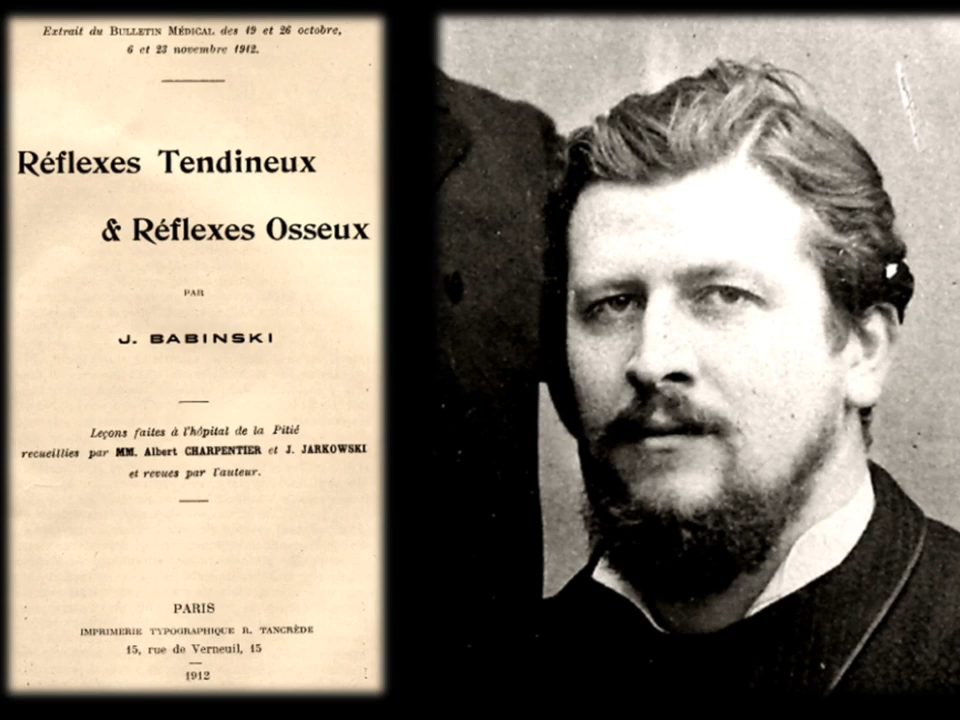 Extrait du BULLETIN MÉDICAL des 19 et 26 octobre,
6 et 23 novembre 1912.
Réflexes Tendineux
& Réflexes Osseux
PAR
J. BABINSKI
Leçons faites à l'hôpital de la Pitié
recueillies par MM. Albert CHARPENTIER et J. JARKOWSKI
et revues par l'auteur.
PARIS
IMPRIMERIE TYPOGRAPHIQUE R. TANCRÈDE
15, rue de Verneuil, 15
1912